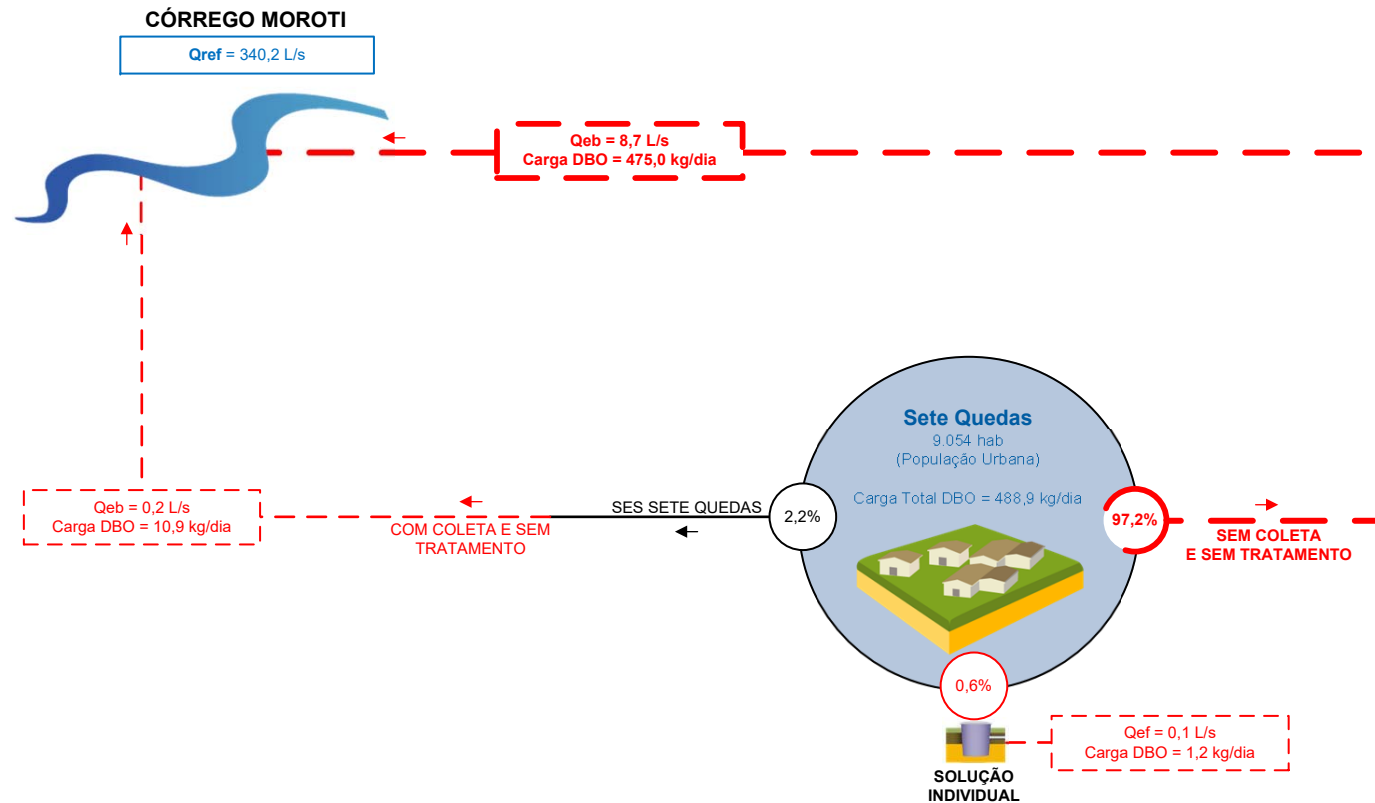 CÓRREGO MOROTI
Qref = 340,2 L/s
Qeb = 8,7 L/s
Carga DBO = 475,0 kg/dia
Sete Quedas
9.054 hab
(População Urbana)
Carga Total DBO = 488,9 kg/dia
Qeb = 0,2 L/s
Carga DBO = 10,9 kg/dia
COM COLETA E SEM
TRATAMENTO
SES SETE QUEDAS
2,2%
97,2%
SEM COLETA
E SEM TRATAMENTO
0,6%
Qef = 0,1 L/s
Carga DBO = 1,2 kg/dia
SOLUÇÃO
INDIVIDUAL